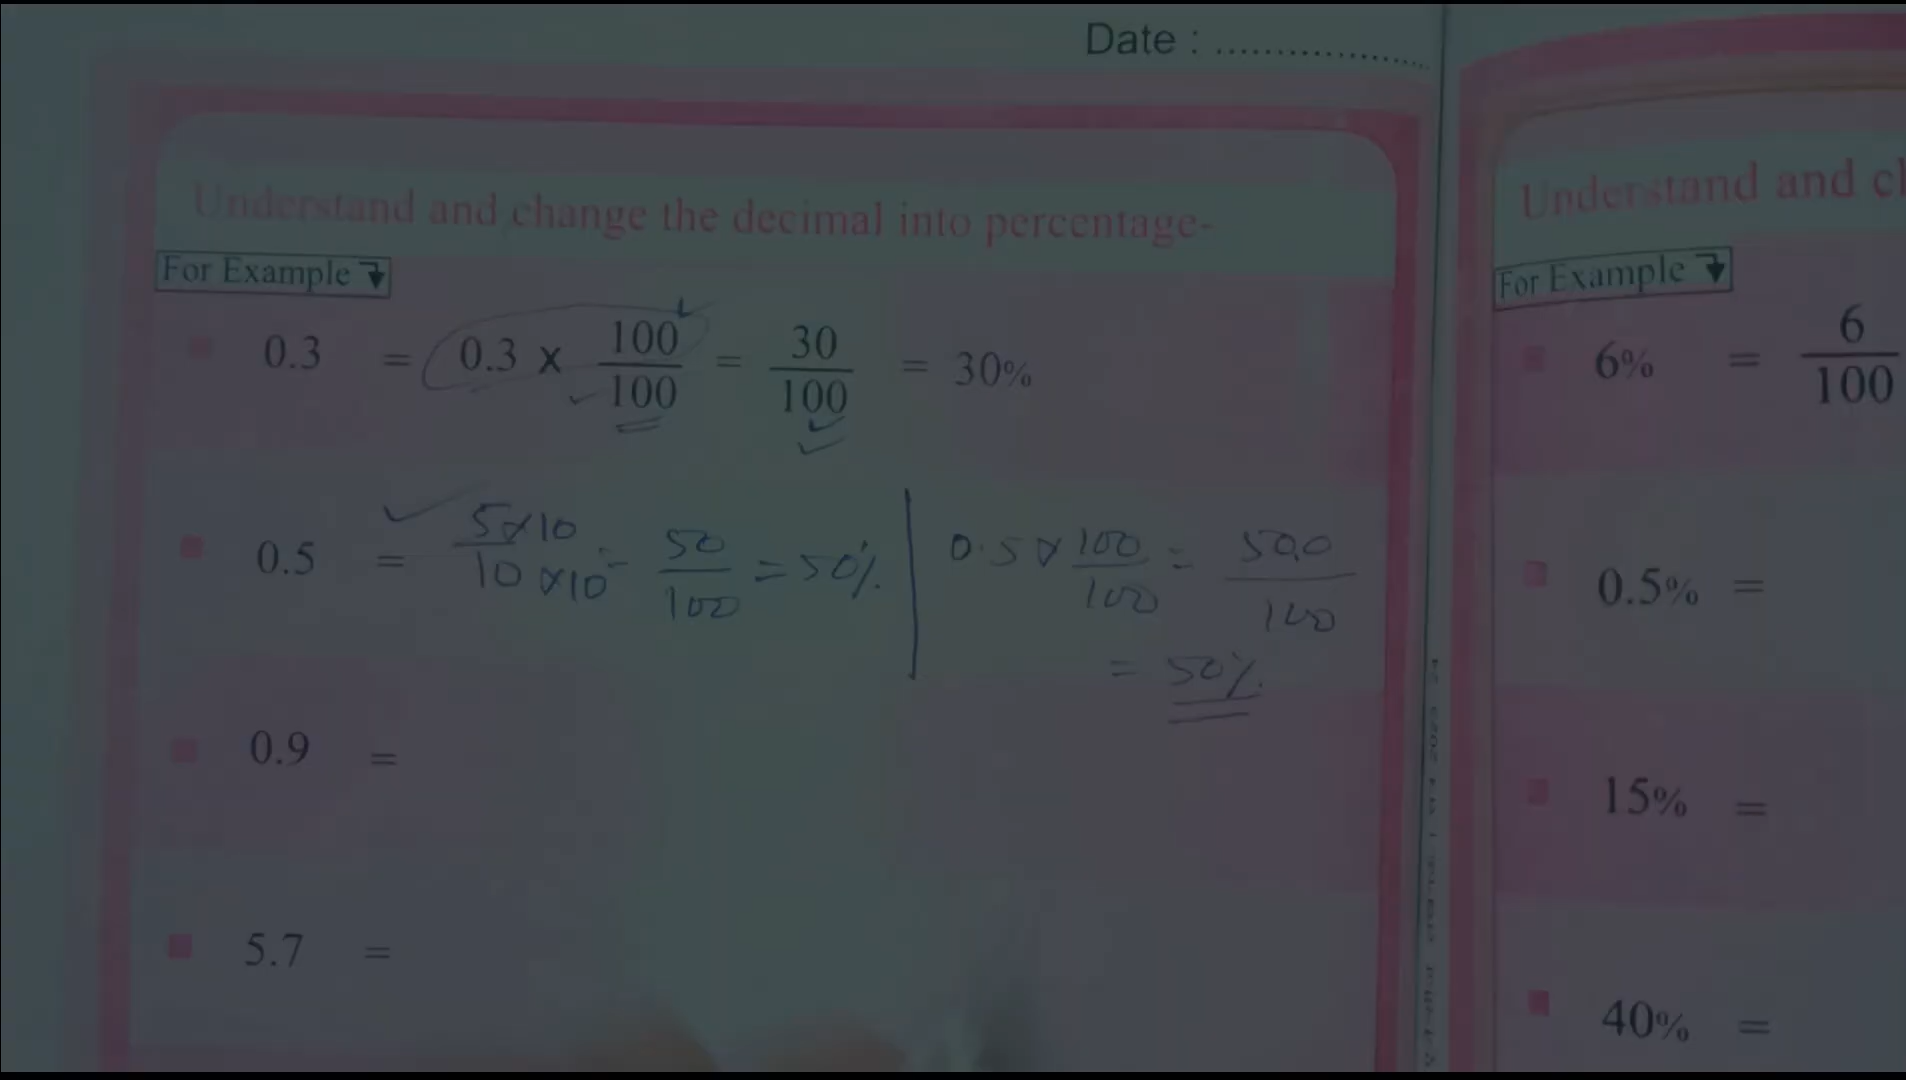 Date : ..................
Understand and change the decimal into percentage-
For Example
0.3 = 0.3 x 100/100 = 30/100 = 30%
0.5 = 5x10/10x10 = 50/100 = 50%. | 0.5 x 100/100 = 50.0/100
= 50%.
0.9 =
5.7 =
Understand and cl
For Example
6% = 6/100
0.5% =
15% =
40% =